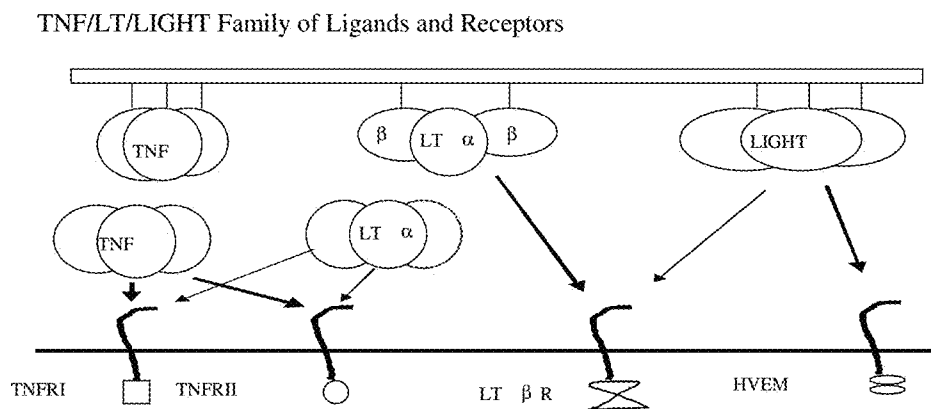 TNF/LT/LIGHT Family of Ligands and Receptors
TNF
β LT α β
LIGHT
TNF
LT α
TNFRI TNFRII LT β R HVEM